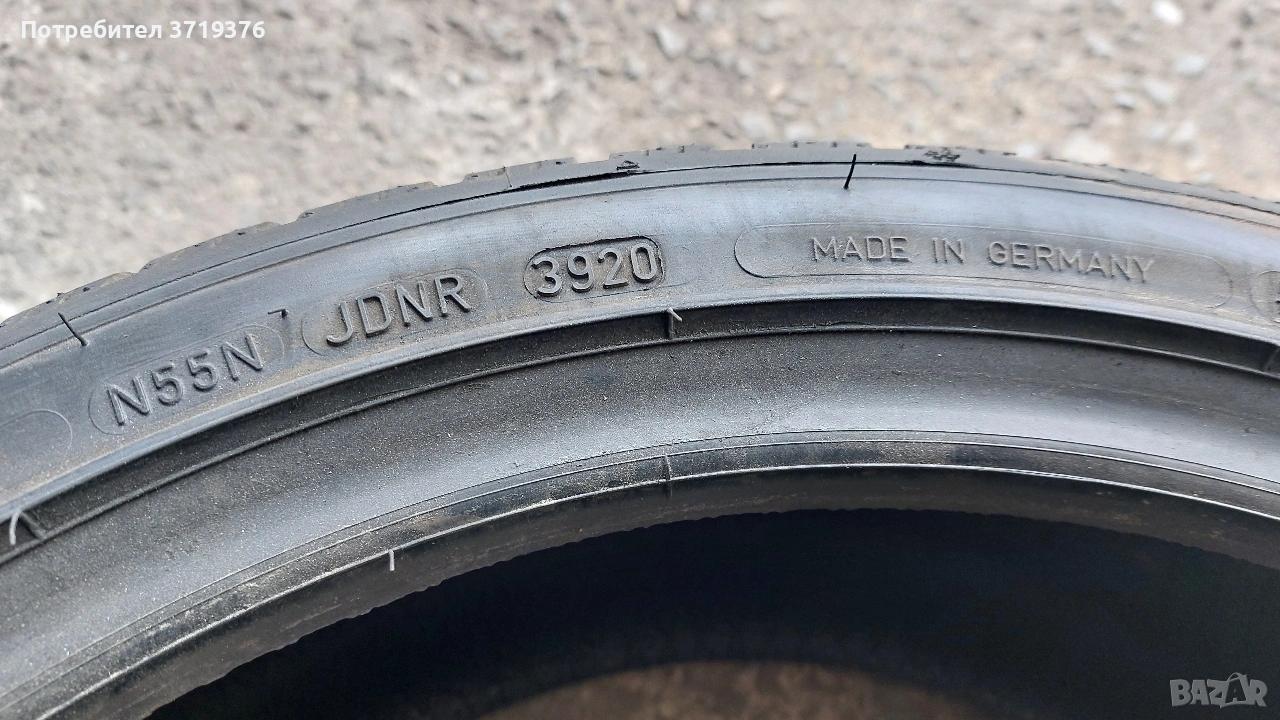 Потребител 3719376
N55N JDNR 3920 MADE IN GERMANY
BAZAR